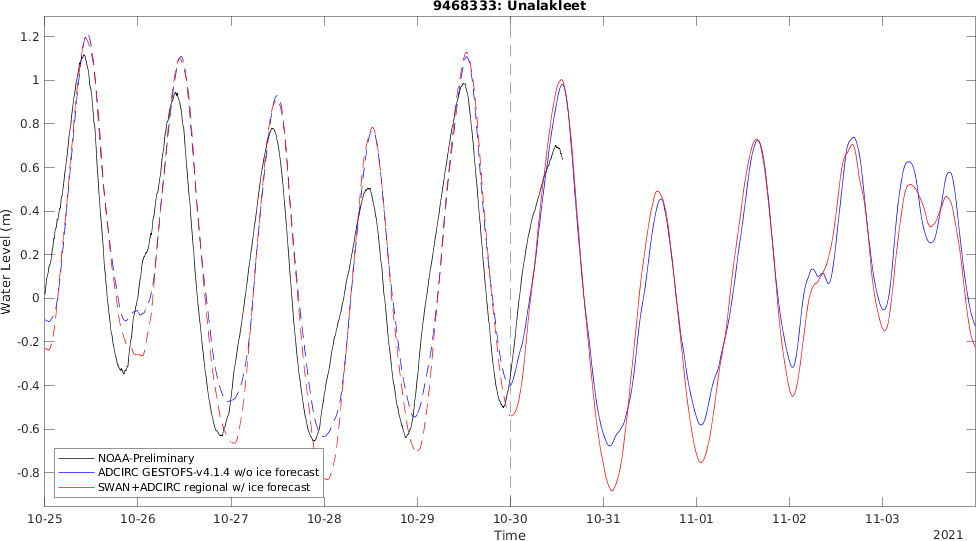 9468333: Unalakleet
1.2
1
0.8
0.6
0.4
0.2
0
-0.2
-0.4
-0.6
-0.8
Water Level (m)
NOAA-Preliminary
ADCIRC GESTOFS-v4.1.4 w/o ice forecast
SWAN+ADCIRC regional w/ ice forecast
10-25 10-26 10-27 10-28 10-29 10-30 10-31 11-01 11-02 11-03
Time
2021